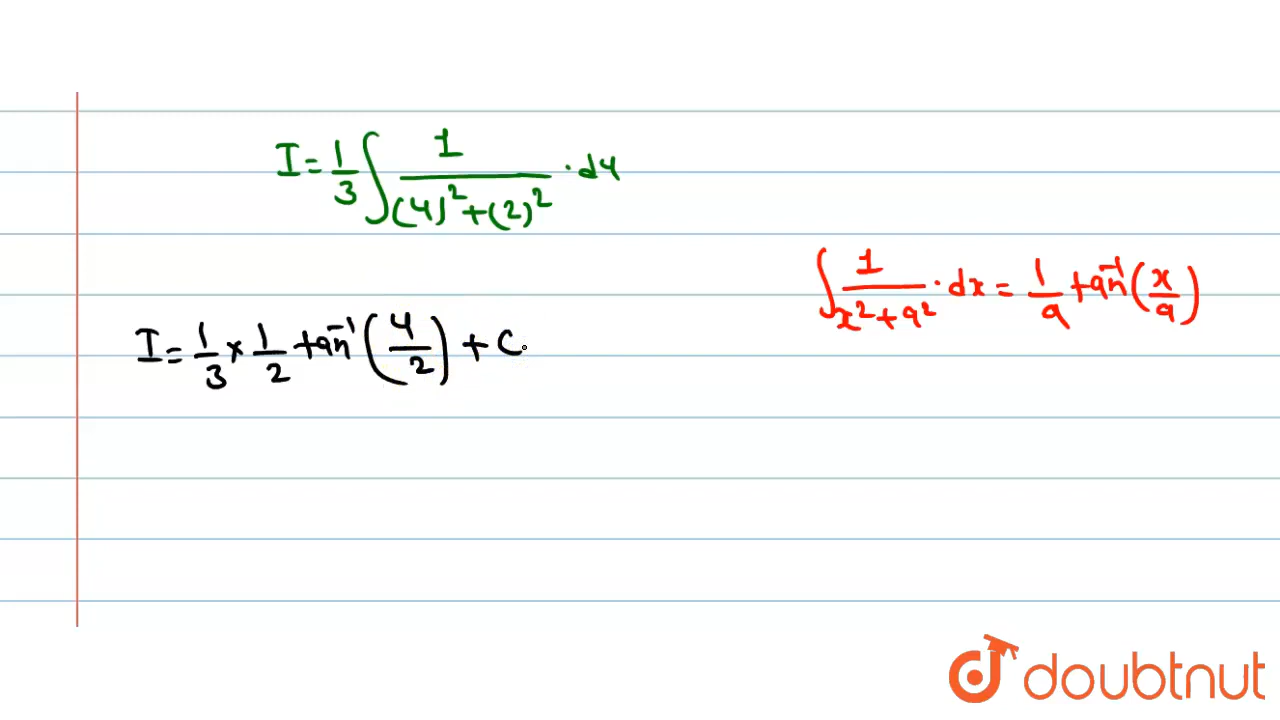 I = 1/3 ∫ 1/((y)² + (2)²) · dy
∫ 1/(x² + a²) · dx = 1/a tan⁻¹(x/a)
I = 1/3 × 1/2 tan⁻¹(y/2) + C
doubtnut